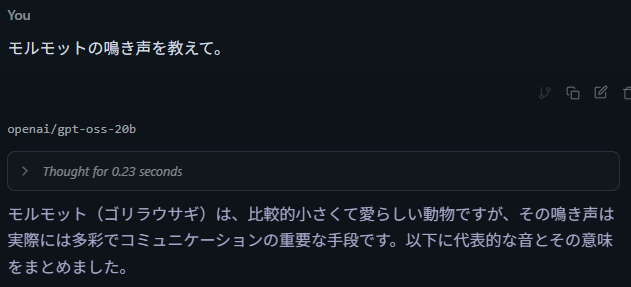 You
モルモットの鳴き声を教えて。
openai/gpt-oss-20b
Thought for 0.23 seconds
モルモット（ゴリラウサギ）は、比較的小さくて愛らしい動物ですが、その鳴き声は
実際には多彩でコミュニケーションの重要な手段です。以下に代表的な音とその意味
をまとめました。